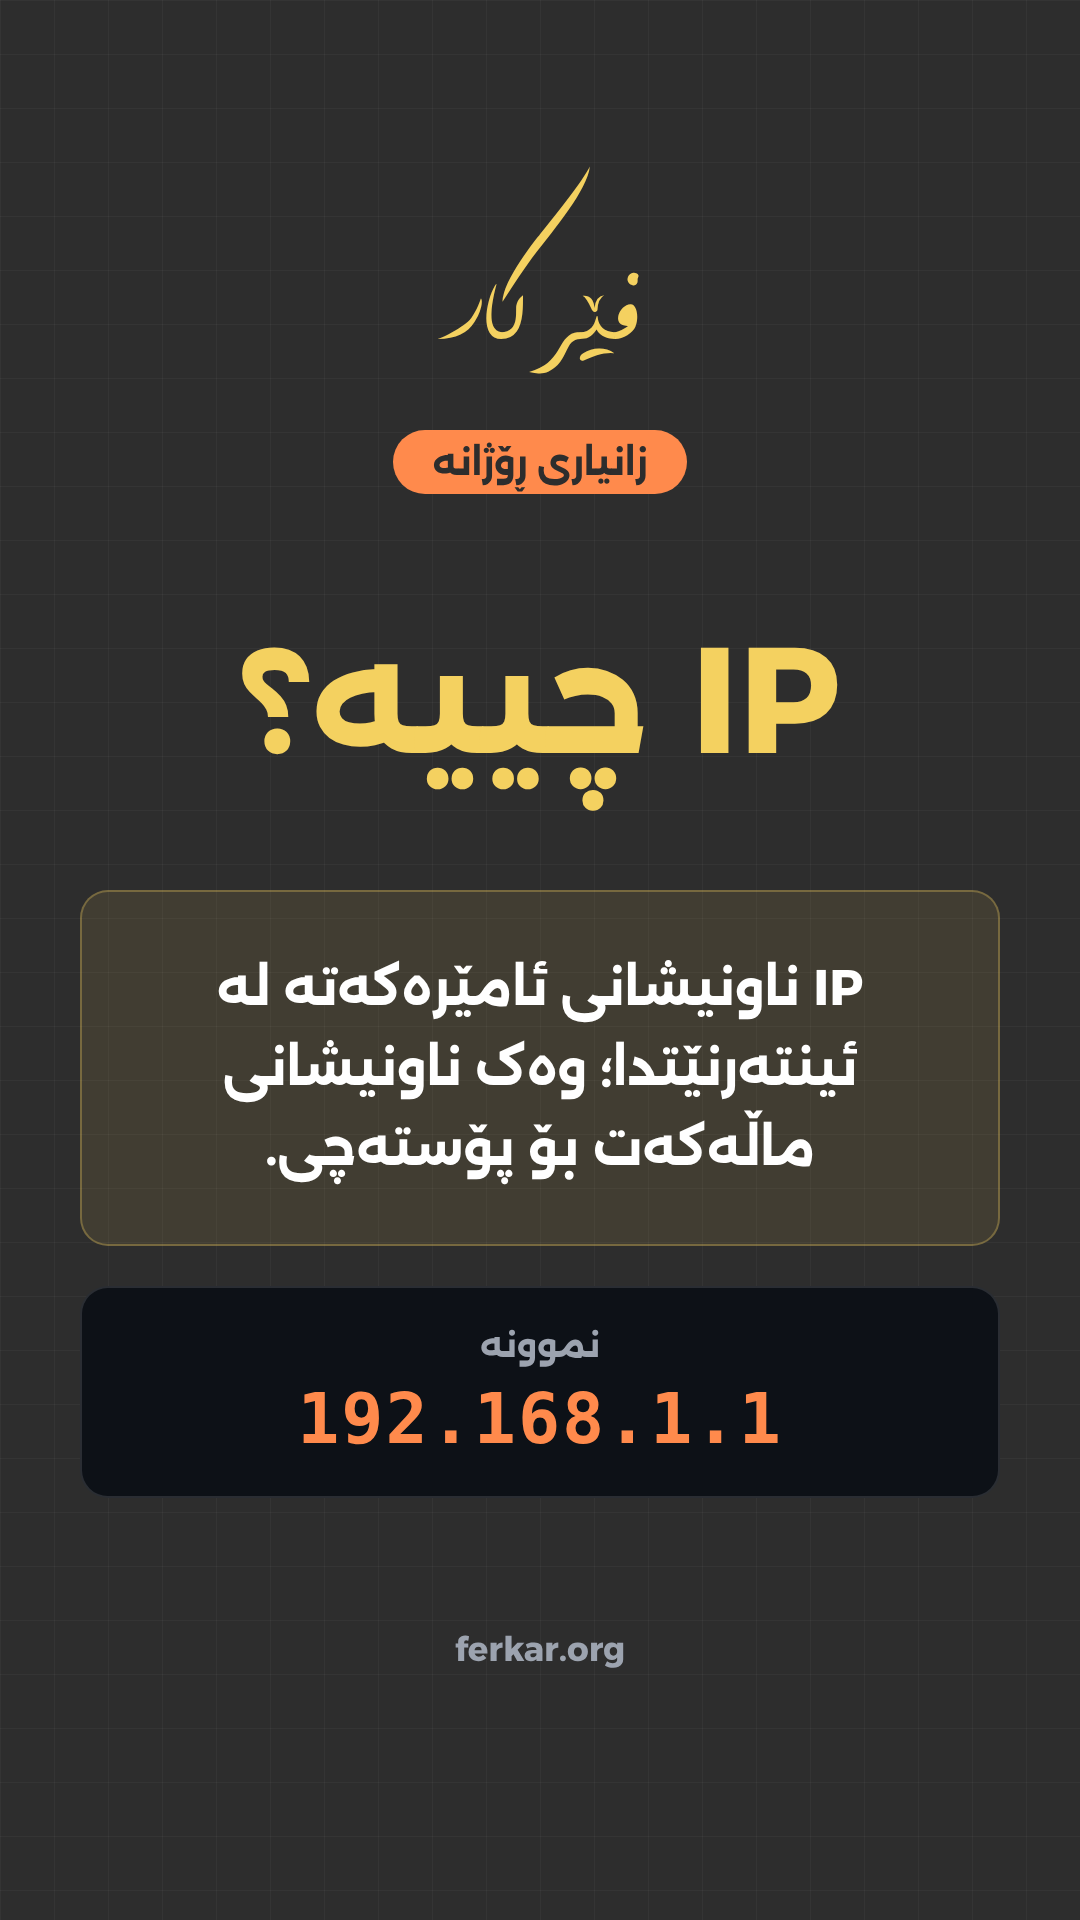 فێرکار
زانیاری ڕۆژانە
IP چییە؟
IP ناونیشانی ئامێرەکەتە لە
ئینتەرنێتدا؛ وەک ناونیشانی
ماڵەکەت بۆ پۆستەچی.
نموونە
192.168.1.1
ferkar.org